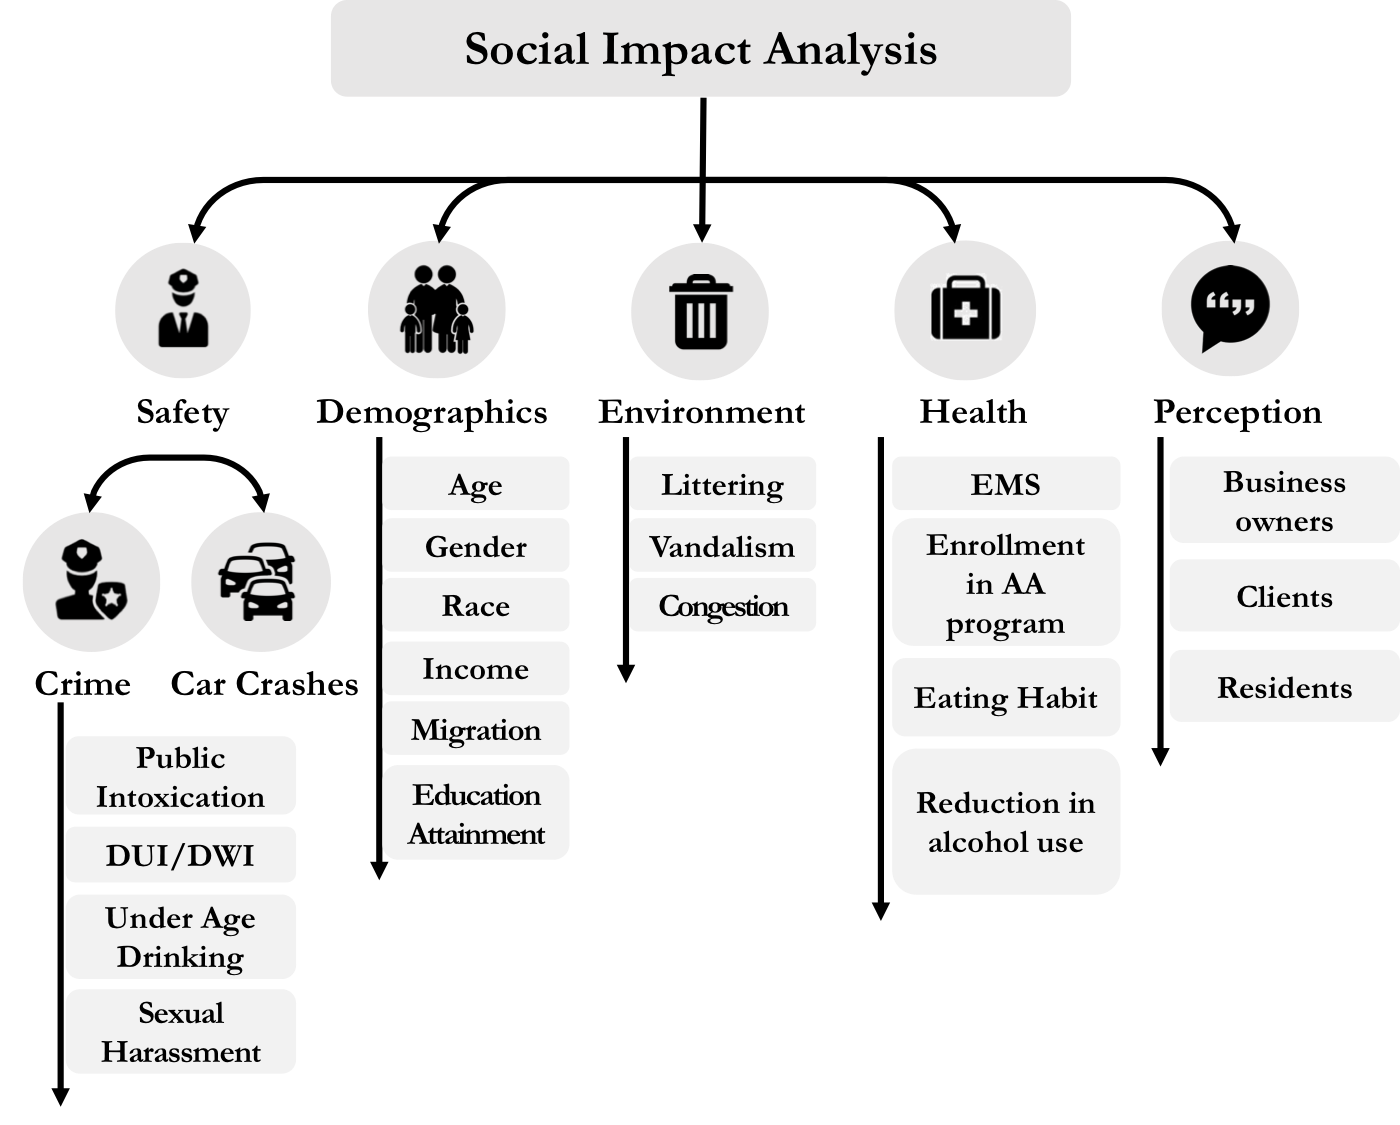 Social Impact Analysis
Safety
Demographics
Environment
Health
Perception
Crime
Car Crashes
Public
Intoxication
DUI/DWI
Under Age
Drinking
Sexual
Harassment
Age
Gender
Race
Income
Migration
Education
Attainment
Littering
Vandalism
Congestion
EMS
Enrollment
in AA
program
Eating Habit
Reduction in
alcohol use
Business
owners
Clients
Residents